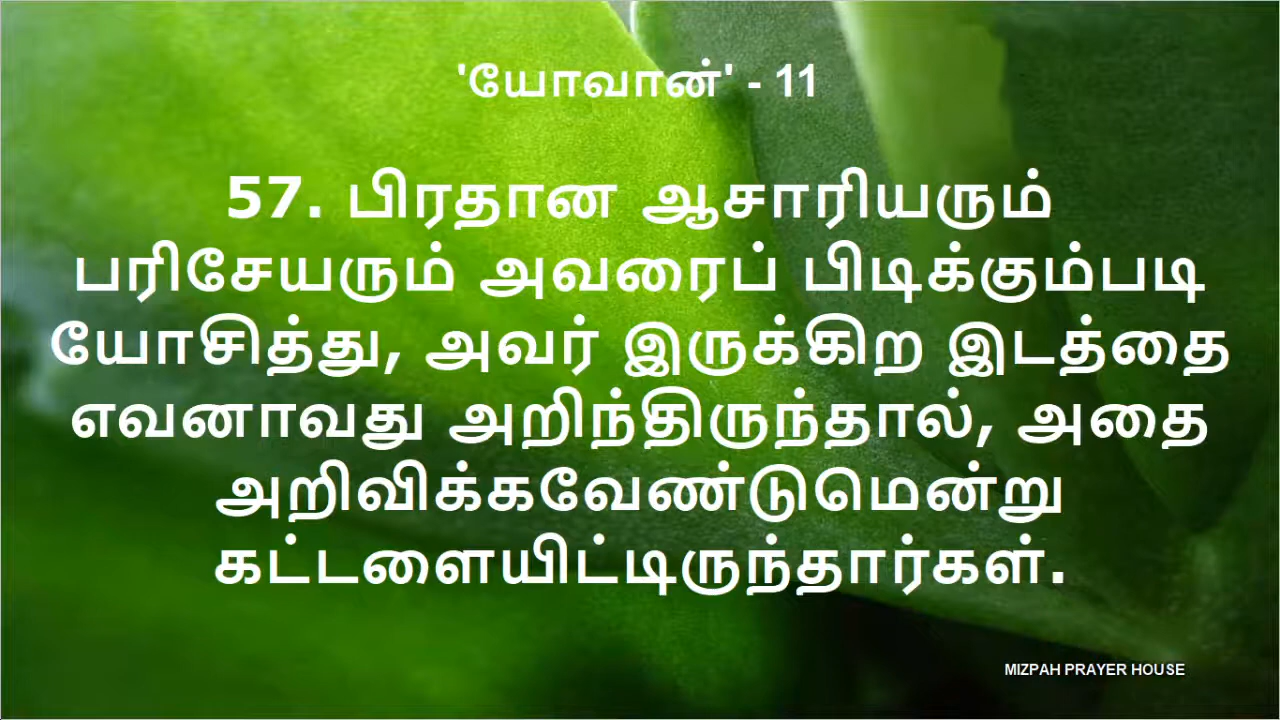 'யோவான்' - 11
57. பிரதான ஆசாரியரும்
பரிசேயரும் அவரைப் பிடிக்கும்படி
யோசித்து, அவர் இருக்கிற இடத்தை
எவனாவது அறிந்திருந்தால், அதை
அறிவிக்கவேண்டுமென்று
கட்டளையிட்டிருந்தார்கள்.
MIZPAH PRAYER HOUSE